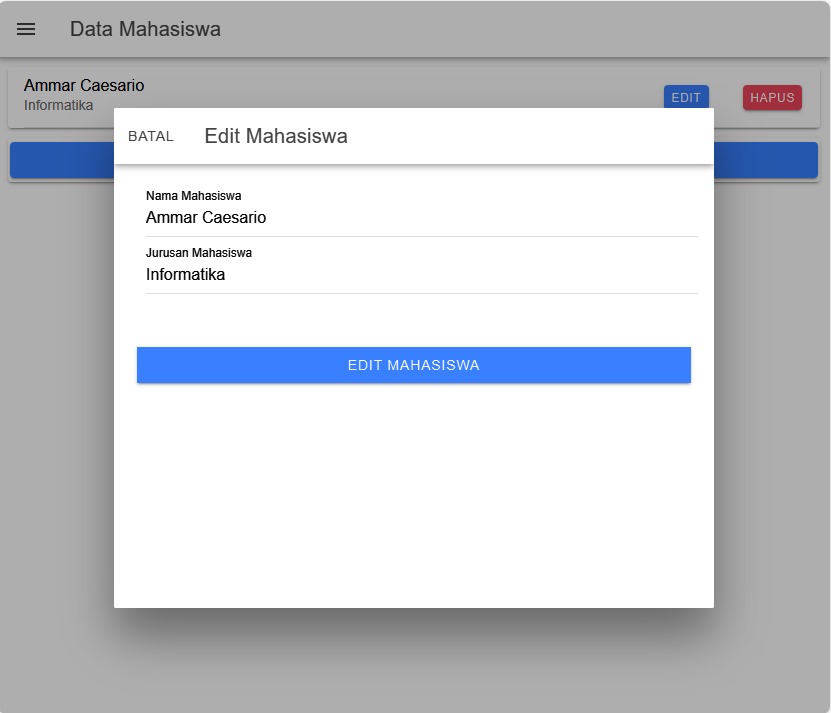 Data Mahasiswa
Ammar Caesario
Informatika
EDIT
HAPUS
BATAL
Edit Mahasiswa
Nama Mahasiswa
Ammar Caesario
Jurusan Mahasiswa
Informatika
EDIT MAHASISWA